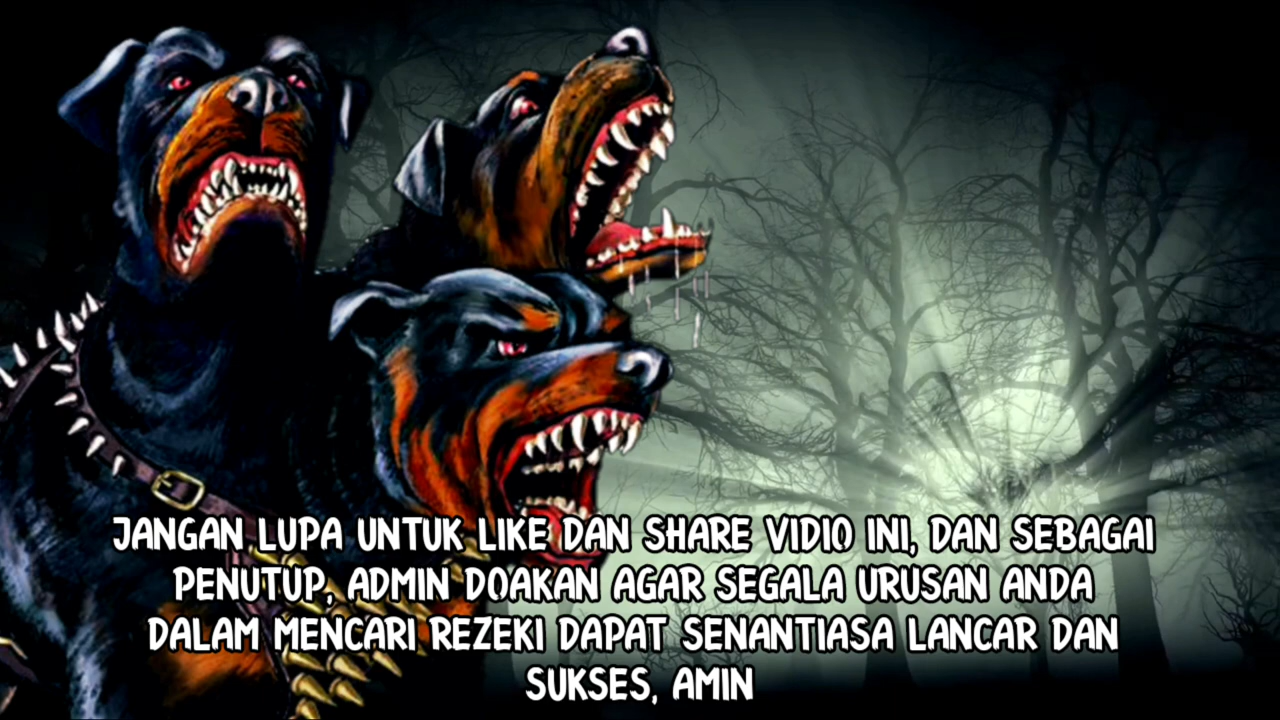 JANGAN LUPA UNTUK LIKE DAN SHARE VIDIO INI, DAN SEBAGAI
PENUTUP, ADMIN DOAKAN AGAR SEGALA URUSAN ANDA
DALAM MENCARI REZEKI DAPAT SENANTIASA LANCAR DAN
SUKSES, AMIN